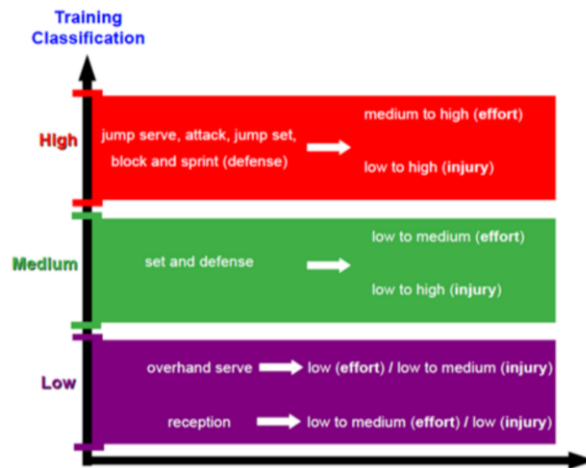 Training
Classification
High
jump serve, attack, jump set,
block and sprint (defense)
medium to high (effort)
low to high (injury)
Medium
set and defense
low to medium (effort)
low to high (injury)
Low
overhand serve
low (effort) / low to medium (injury)
reception
low to medium (effort) / low (injury)